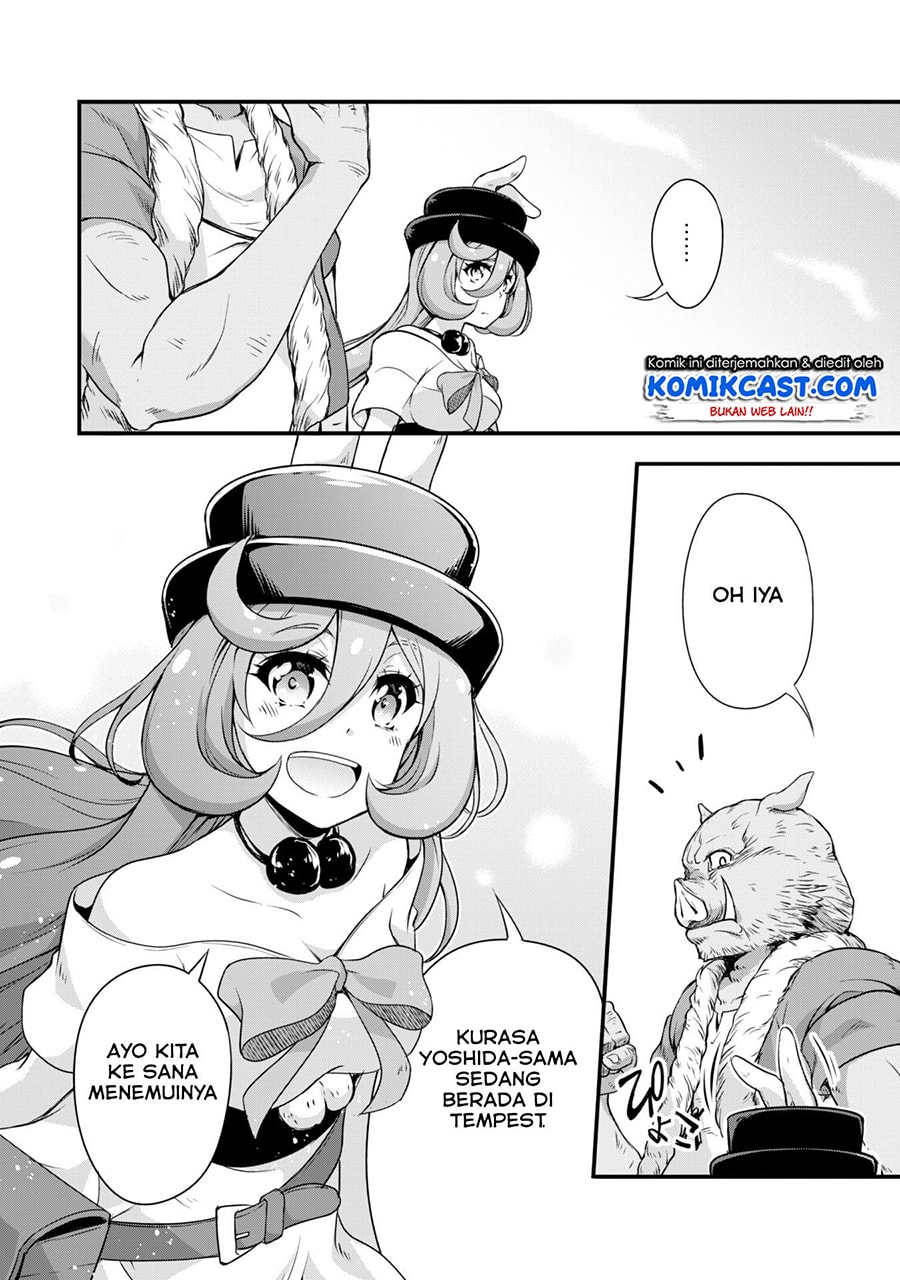 ......
Komik ini diterjemahkan & diedit oleh
KOMIKCAST.COM
BUKAN WEB LAIN!!
OH IYA
KURASA
YOSHIDA-SAMA
SEDANG
BERADA DI
TEMPEST.
AYO KITA
KE SANA
MENEMUINYA